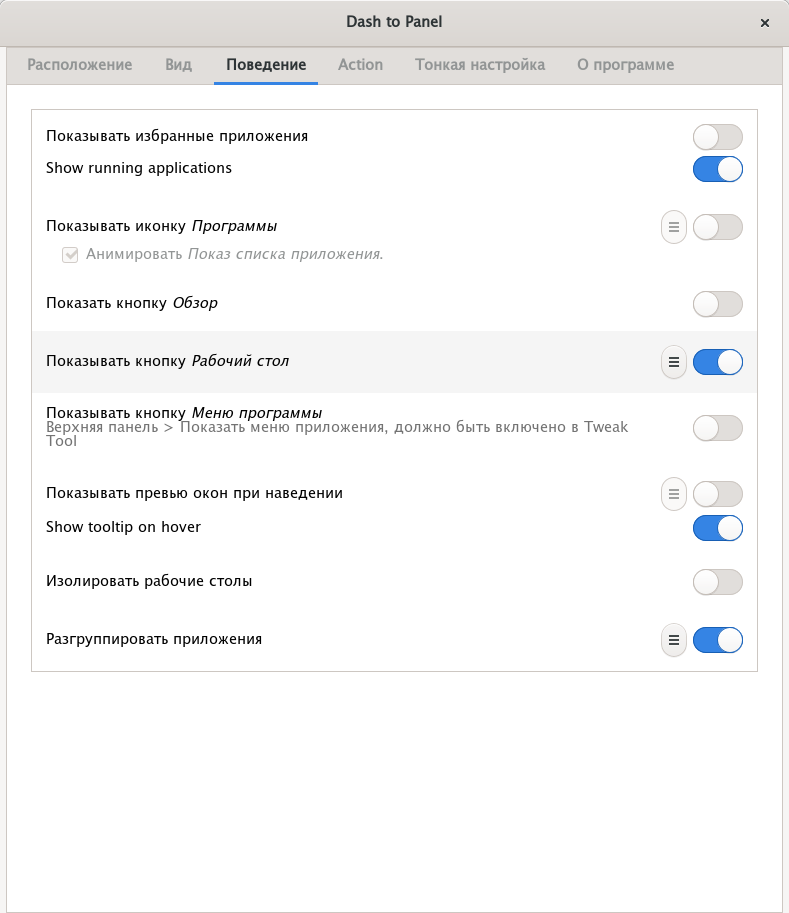 Dash to Panel
Расположение Вид Поведение Action Тонкая настройка О программе
Показывать избранные приложения
Show running applications
Показывать иконку Программы
Анимировать Показ списка приложения.
Показать кнопку Обзор
Показывать кнопку Рабочий стол
Показывать кнопку Меню программы
Верхняя панель > Показать меню приложения, должно быть включено в Tweak
Tool
Показывать превью окон при наведении
Show tooltip on hover
Изолировать рабочие столы
Разгруппировать приложения